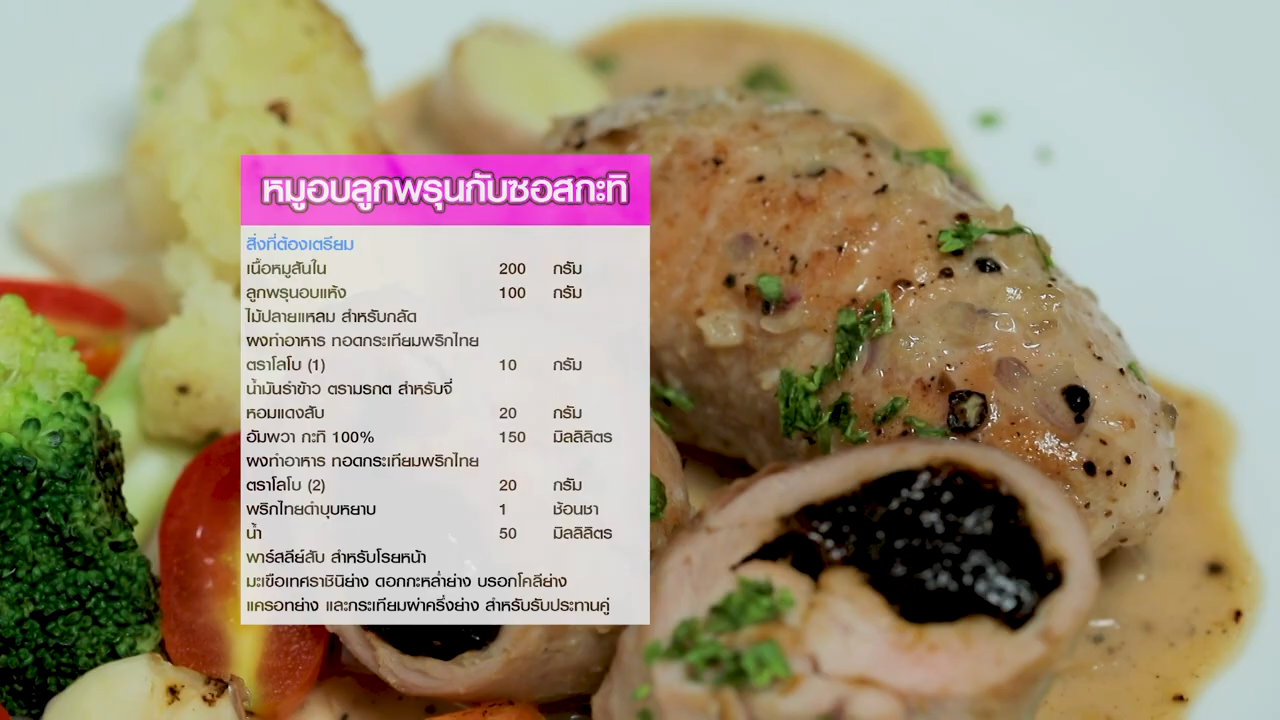 หมูอบลูกพรุนกับซอสกะทิ
สิ่งที่ต้องเตรียม
เนื้อหมูสันใน 200 กรัม
ลูกพรุนอบแห้ง 100 กรัม
ไม้ปลายแหลม สำหรับกลัด
ผงทำอาหาร ทอดกระเทียมพริกไทย
ตราโลโบ (1) 10 กรัม
น้ำมันรำข้าว ตรามรกต สำหรับจี่
หอมแดงสับ 20 กรัม
อัมพวา กะทิ 100% 150 มิลลิลิตร
ผงทำอาหาร ทอดกระเทียมพริกไทย
ตราโลโบ (2) 20 กรัม
พริกไทยดำบุบหยาบ 1 ช้อนชา
น้ำ 50 มิลลิลิตร
พาร์สลีย์สับ สำหรับโรยหน้า
มะเขือเทศราชินีย่าง ดอกกะหล่ำย่าง บรอกโคลีย่าง
แครอทย่าง และกระเทียมผ่าครึ่งย่าง สำหรับรับประทานคู่